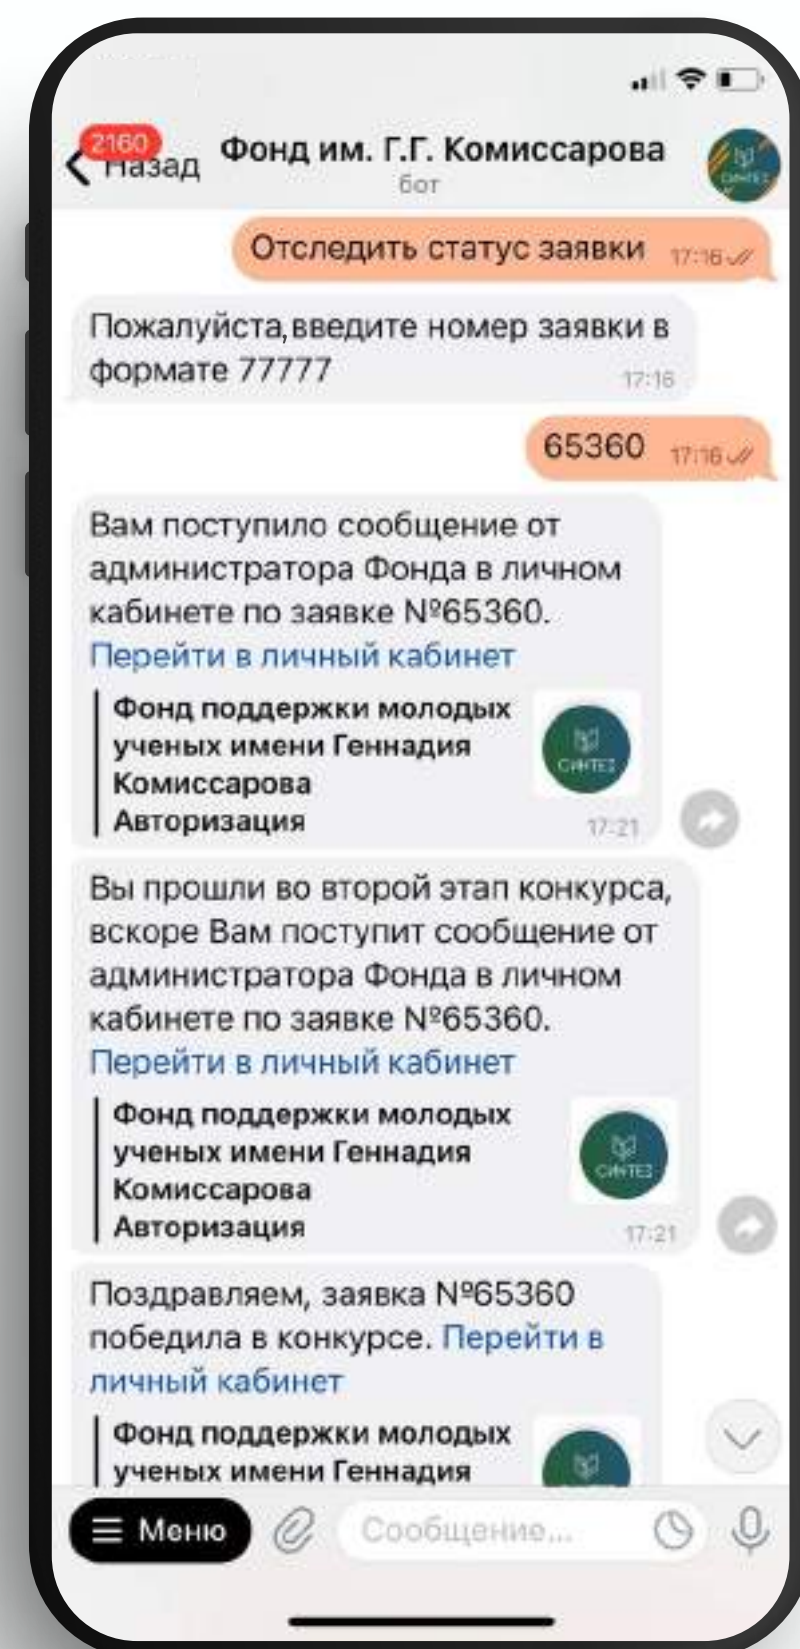 2160
Назад
Фонд им. Г.Г. Комиссарова
бот
СИНТЕЗ
Отследить статус заявки 17:16
Пожалуйста,введите номер заявки в
формате 77777 17:16
65360 17:16
Вам поступило сообщение от
администратора Фонда в личном
кабинете по заявке №65360.
Перейти в личный кабинет
Фонд поддержки молодых
ученых имени Геннадия
Комиссарова
Авторизация
СИНТЕЗ
17:21
Вы прошли во второй этап конкурса,
вскоре Вам поступит сообщение от
администратора Фонда в личном
кабинете по заявке №65360.
Перейти в личный кабинет
Фонд поддержки молодых
ученых имени Геннадия
Комиссарова
Авторизация
СИНТЕЗ
17:21
Поздравляем, заявка №65360
победила в конкурсе. Перейти в
личный кабинет
Фонд поддержки молодых
ученых имени Геннадия
Меню
Сообщение...